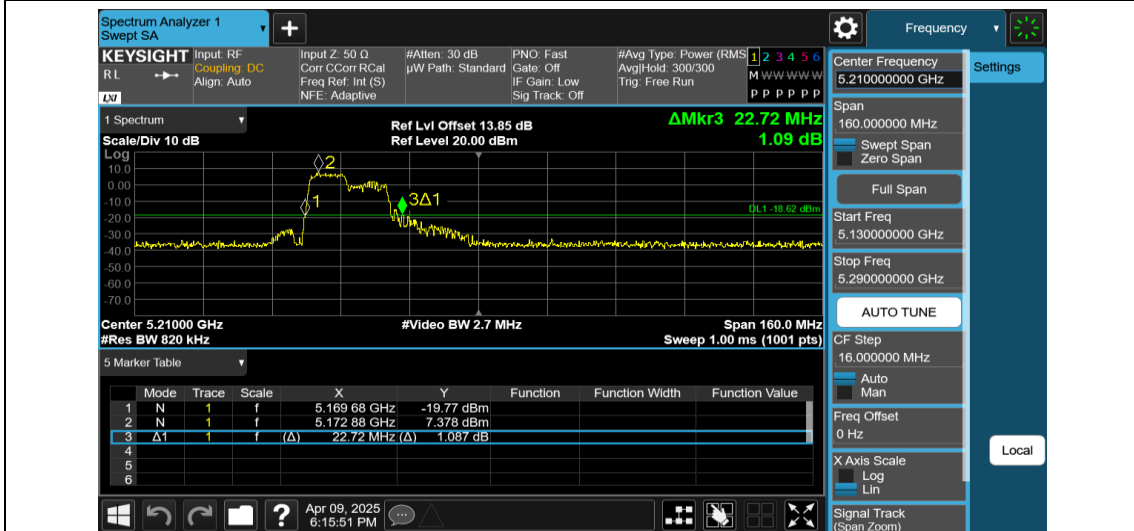 Spectrum Analyzer 1
Swept SA
Frequency
KEYSIGHT
RL
LXI
Input: RF
Coupling: DC
Align: Auto
Input Z: 50 Ω
Corr CCorr RCal
Freq Ref: Int (S)
NFE: Adaptive
#Atten: 30 dB
µW Path: Standard
PNO: Fast
Gate: Off
IF Gain: Low
Sig Track: Off
#Avg Type: Power (RMS
Avg|Hold: 300/300
Trig: Free Run
1 2 3 4 5 6
M W W W W W
P P P P P P
1 Spectrum
Scale/Div 10 dB
Ref Lvl Offset 13.85 dB
Ref Level 20.00 dBm
ΔMkr3 22.72 MHz
1.09 dB
Log
10.0
0.00
-10.0
-20.0
-30.0
-40.0
-50.0
-60.0
-70.0
2
1
3Δ1
DL1 -18.62 dBm
Center 5.21000 GHz
#Res BW 820 kHz
#Video BW 2.7 MHz
Span 160.0 MHz
Sweep 1.00 ms (1001 pts)
5 Marker Table
Mode Trace Scale X Y Function Function Width Function Value
1 N 1 f 5.169 68 GHz -19.77 dBm
2 N 1 f 5.172 88 GHz 7.378 dBm
3 Δ1 1 f (Δ) 22.72 MHz (Δ) 1.087 dB
4
5
6
?
Apr 09, 2025
6:15:51 PM
Center Frequency
5.210000000 GHz
Span
160.000000 MHz
Swept Span
Zero Span
Full Span
Start Freq
5.130000000 GHz
Stop Freq
5.290000000 GHz
AUTO TUNE
CF Step
16.000000 MHz
Auto
Man
Freq Offset
0 Hz
X Axis Scale
Log
Lin
Signal Track
(Span Zoom)
Settings
Local